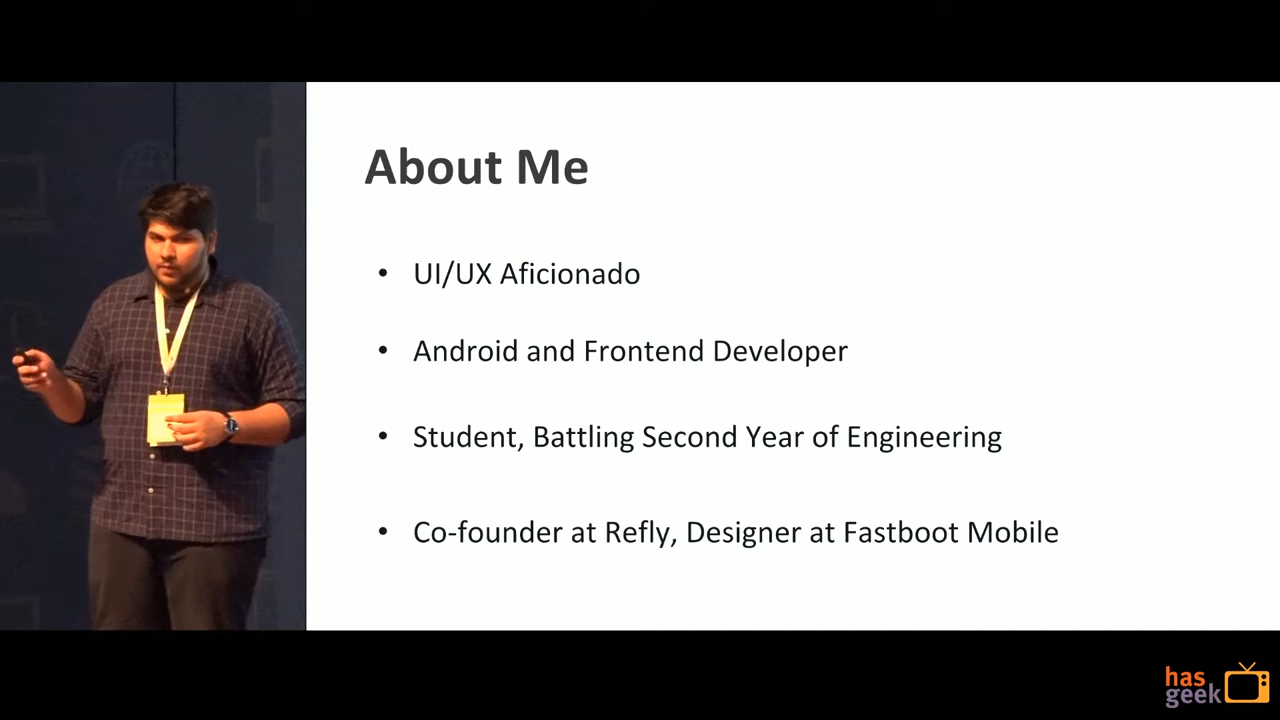 About Me
• UI/UX Aficionado
• Android and Frontend Developer
• Student, Battling Second Year of Engineering
• Co-founder at Refly, Designer at Fastboot Mobile
has
geek